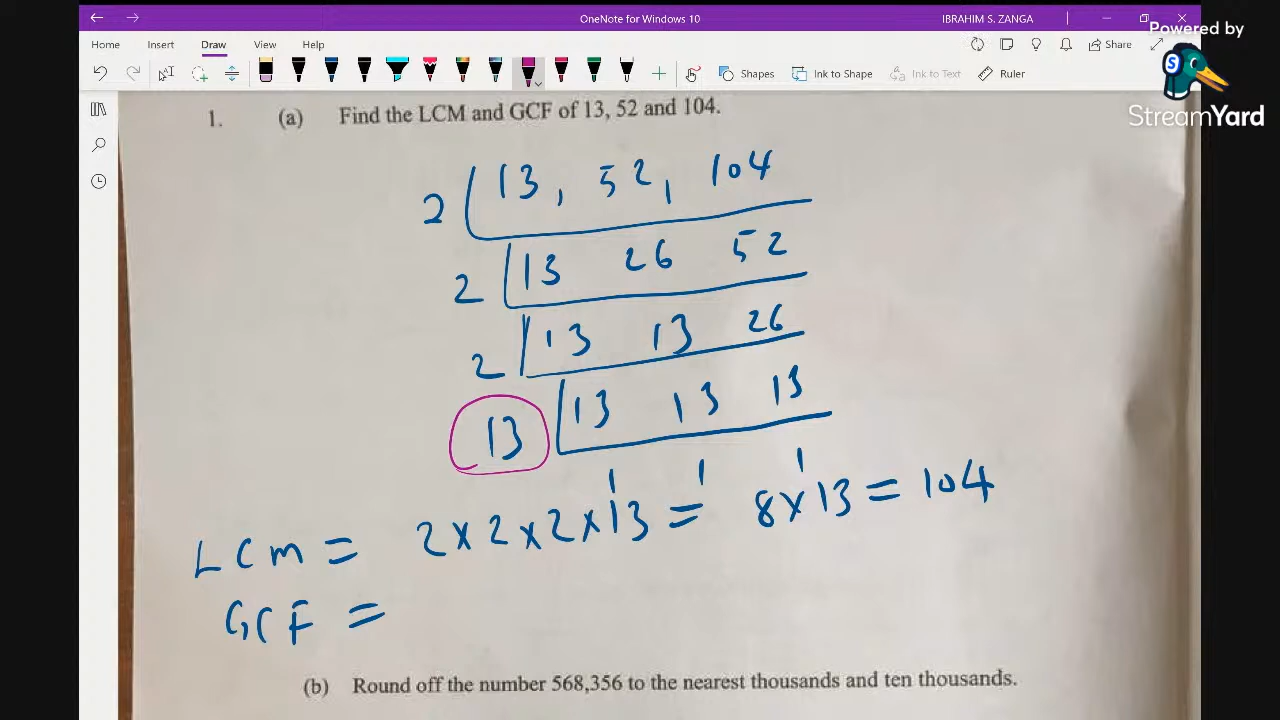 OneNote for Windows 10
IBRAHIM S. ZANGA
Powered by
Home Insert Draw View Help
Share
Shapes Ink to Shape Ink to Text Ruler
S
StreamYard
1. (a) Find the LCM and GCF of 13, 52 and 104.
2 13, 52, 104
2 13 26 52
2 13 13 26
13 13 13 13
1 1 1
LCM = 2 x 2 x 2 x 13 = 8 x 13 = 104
GCF =
(b) Round off the number 568,356 to the nearest thousands and ten thousands.